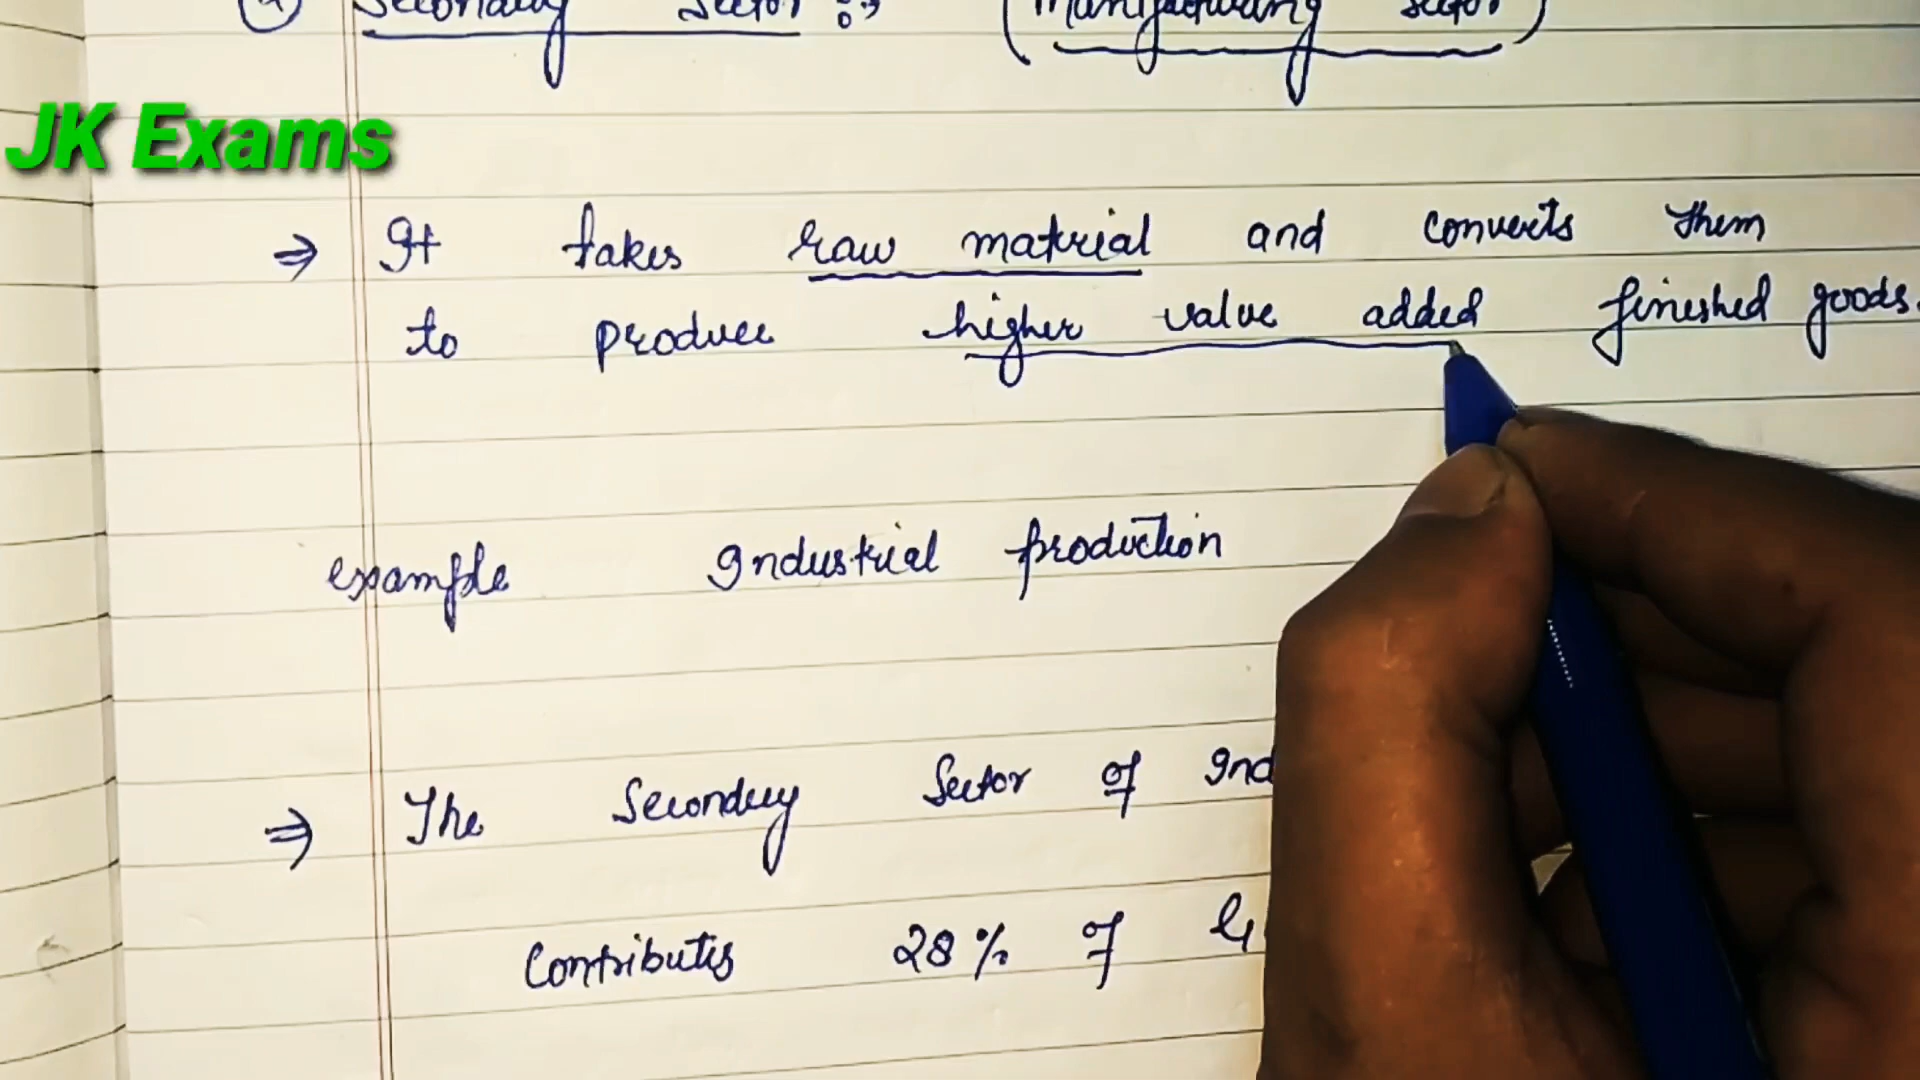 Secondary Sector :→ (Manufacturing Sector)
JK Exams
⇒ It takes raw material and converts them
to produce higher value added finished goods.
example Industrial production
⇒ The Secondary Sector of Ind
Contributes 28% of G